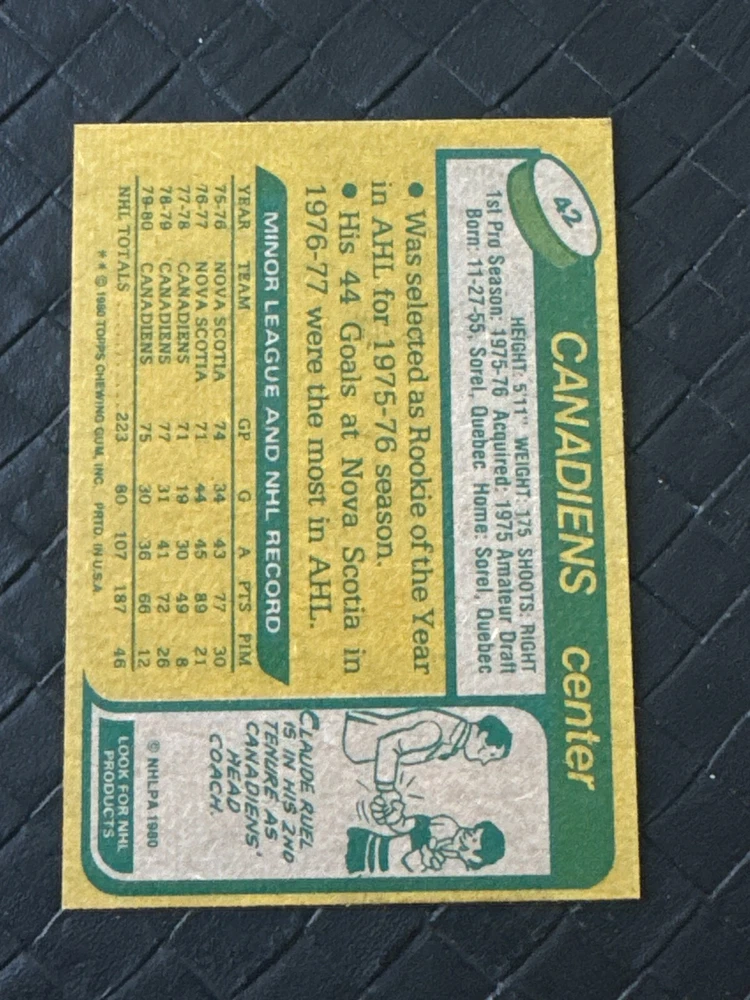 42
CANADIENS center
HEIGHT: 5'11" WEIGHT: 175 SHOOTS: RIGHT
1st Pro Season: 1975-76 Acquired: 1975 Amateur Draft
Born: 11-27-55, Sorel, Quebec Home: Sorel, Quebec
• Was selected as Rookie of the Year
in AHL for 1975-76 season.
• His 44 Goals at Nova Scotia in
1976-77 were the most in AHL.
MINOR LEAGUE AND NHL RECORD
YEAR TEAM GP G A PTS PIM
75-76 NOVA SCOTIA 74 34 43 77 30
76-77 NOVA SCOTIA 71 44 45 89 21
77-78 CANADIENS 71 19 30 49 8
78-79 CANADIENS 77 31 41 72 26
79-80 CANADIENS 75 30 36 66 12
NHL TOTALS ........... 223 80 107 187 46
* * © 1980 TOPPS CHEWING GUM, INC. PRTD. IN U.S.A
CLAUDE RUEL
IS IN HIS 2ND
TENURE AS
CANADIENS'
HEAD
COACH.
© NHLPA 1980
LOOK FOR NHL
PRODUCTS